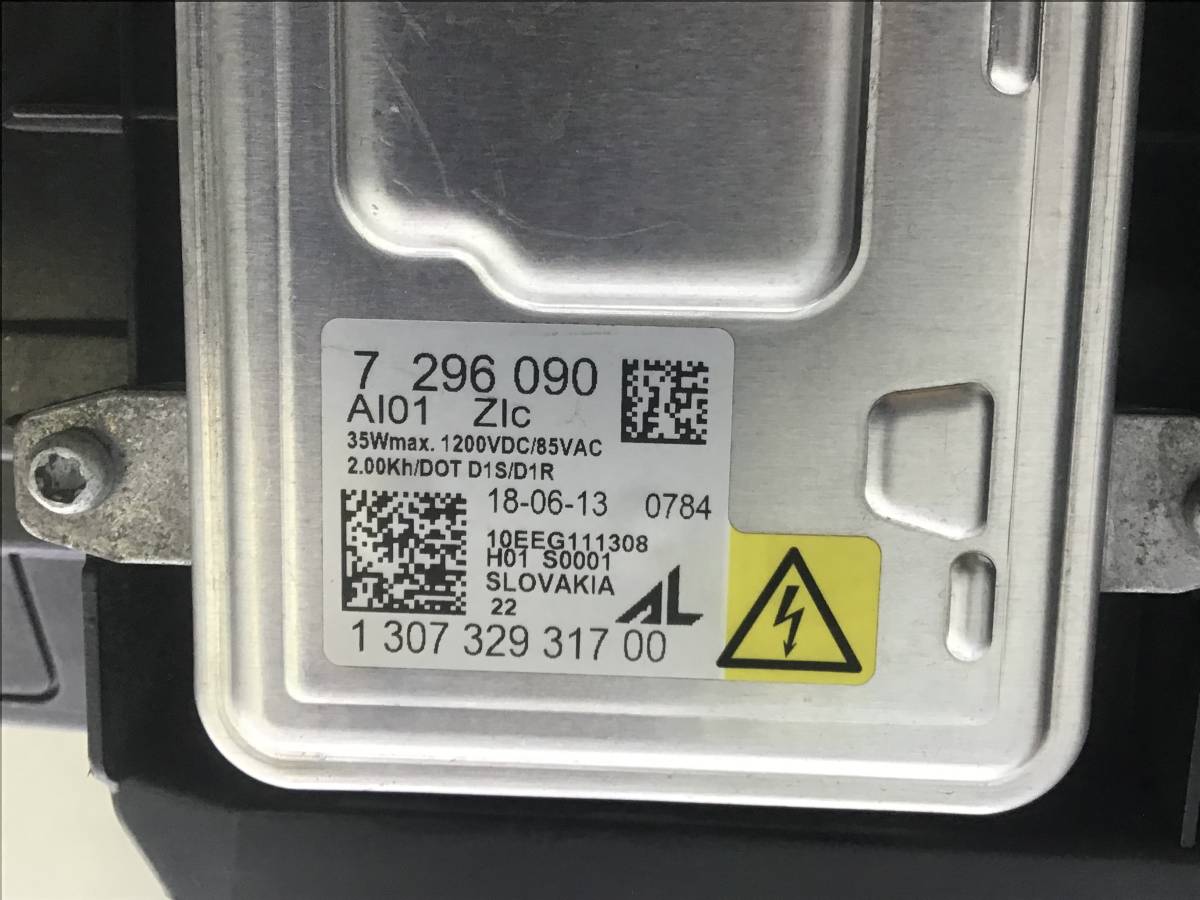 7 296 090
AI01 ZIc
35Wmax. 1200VDC/85VAC
2.00Kh/DOT D1S/D1R
18-06-13 0784
10EEG111308
H01 S0001
SLOVAKIA
22
AL
1 307 329 317 00